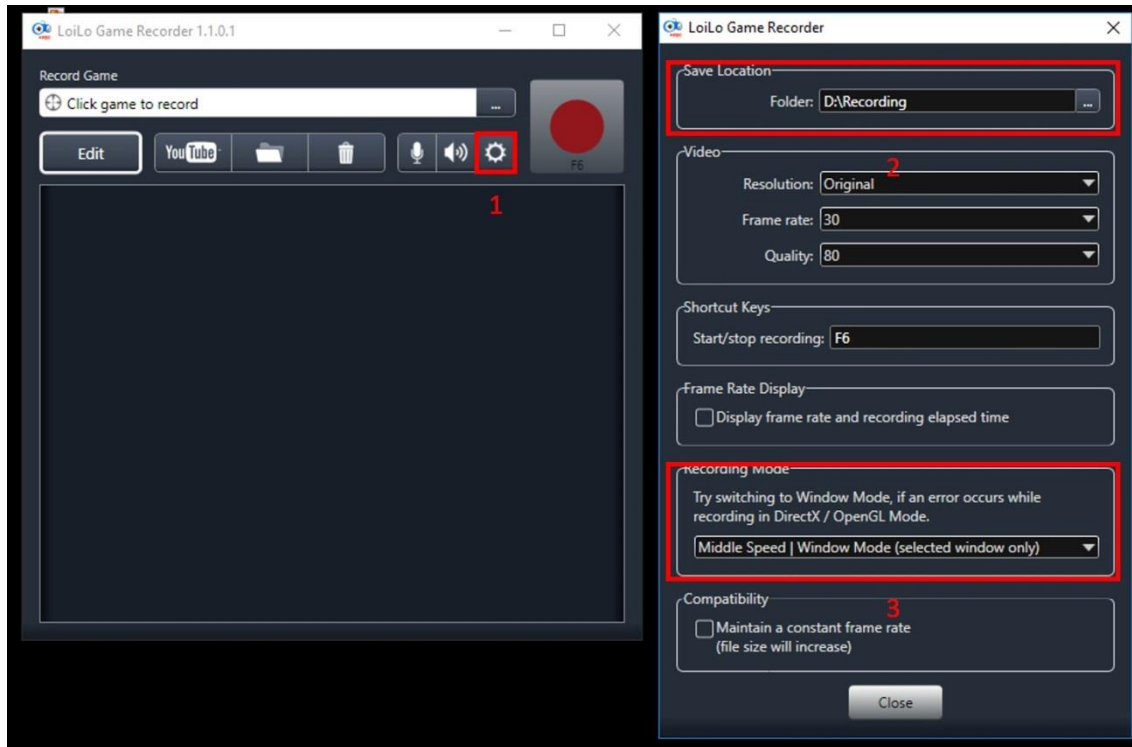 LoiLo Game Recorder 1.1.0.1
Record Game
Click game to record
...
Edit
YouTube
F6
1
LoiLo Game Recorder
Save Location
Folder: D:\Recording
...
2
Video
Resolution: Original
Frame rate: 30
Quality: 80
Shortcut Keys
Start/stop recording: F6
Frame Rate Display
Display frame rate and recording elapsed time
Recording Mode
Try switching to Window Mode, if an error occurs while
recording in DirectX / OpenGL Mode.
Middle Speed | Window Mode (selected window only)
3
Compatibility
Maintain a constant frame rate
(file size will increase)
Close